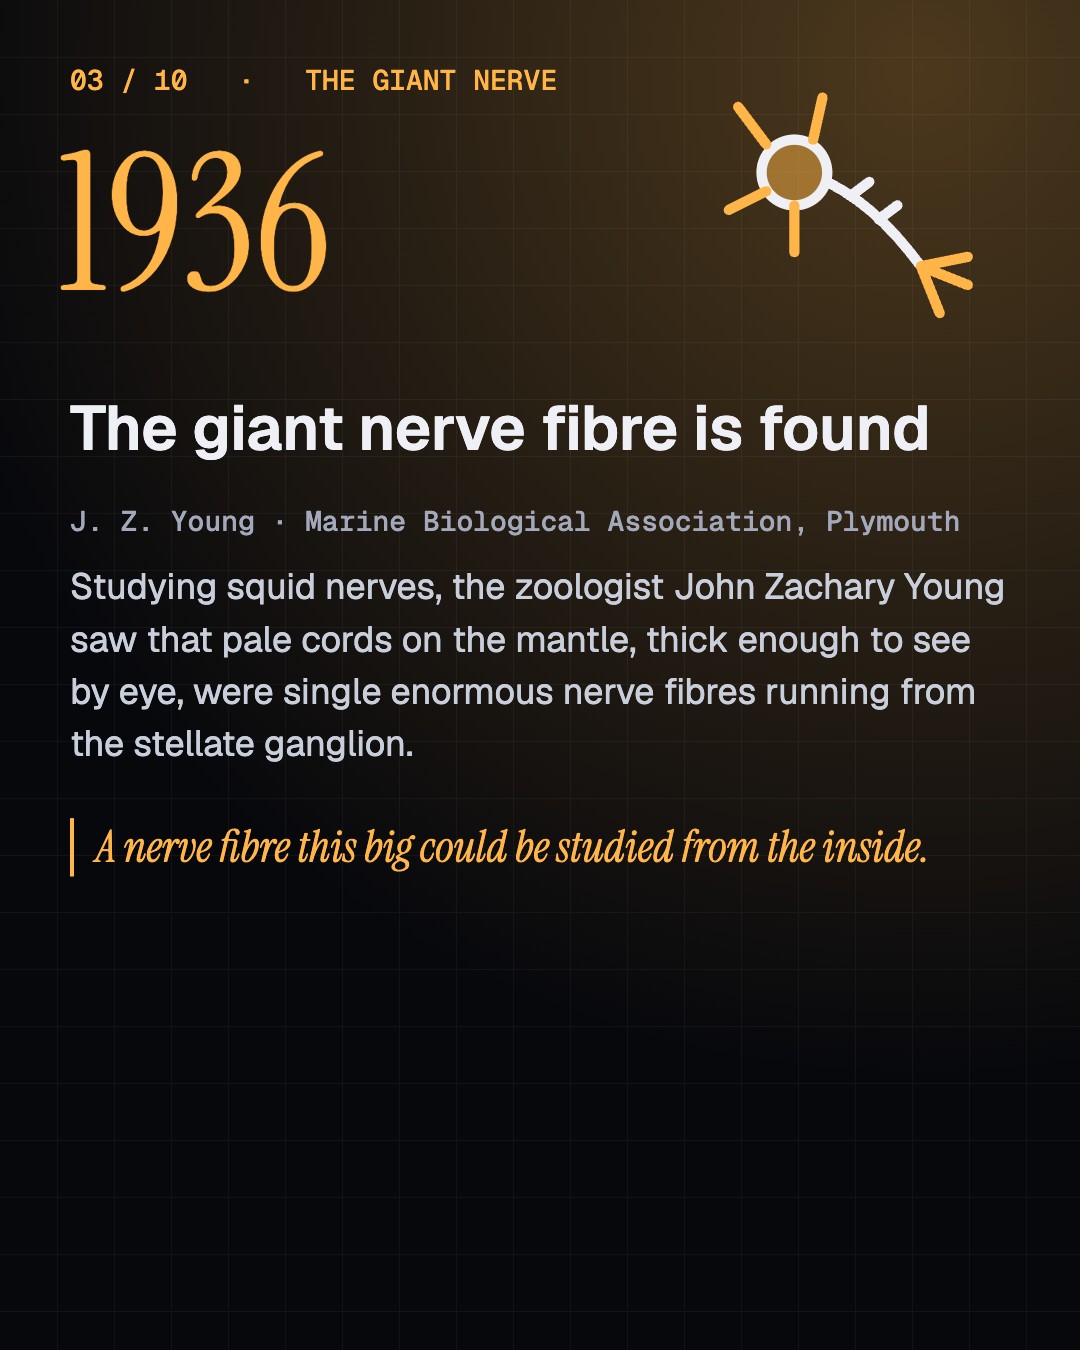 03 / 10 · THE GIANT NERVE
1936
The giant nerve fibre is found
J. Z. Young · Marine Biological Association, Plymouth
Studying squid nerves, the zoologist John Zachary Young
saw that pale cords on the mantle, thick enough to see
by eye, were single enormous nerve fibres running from
the stellate ganglion.
A nerve fibre this big could be studied from the inside.